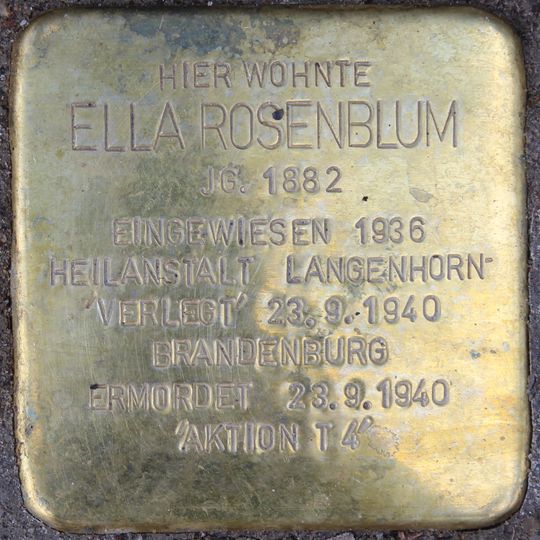 HIER WOHNTE
ELLA ROSENBLUM
JG. 1882
EINGEWIESEN 1936
HEILANSTALT LANGENHORN-
'VERLEGT' 23.9.1940
BRANDENBURG
ERMORDET 23.9.1940
'AKTION T4'